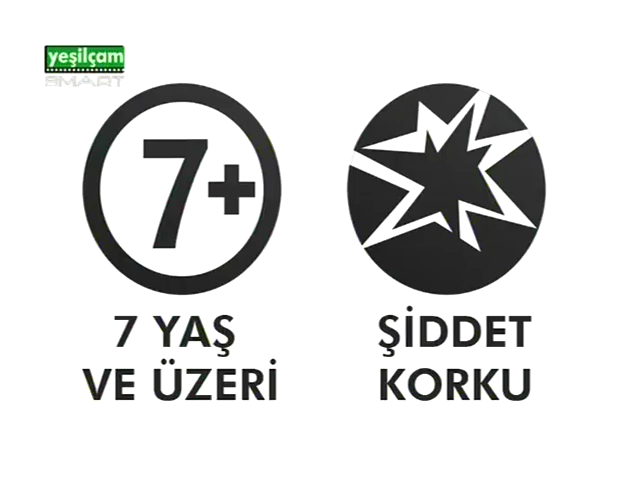 yeşilçam
SMART
7+
7 YAŞ
VE ÜZERİ
ŞİDDET
KORKU